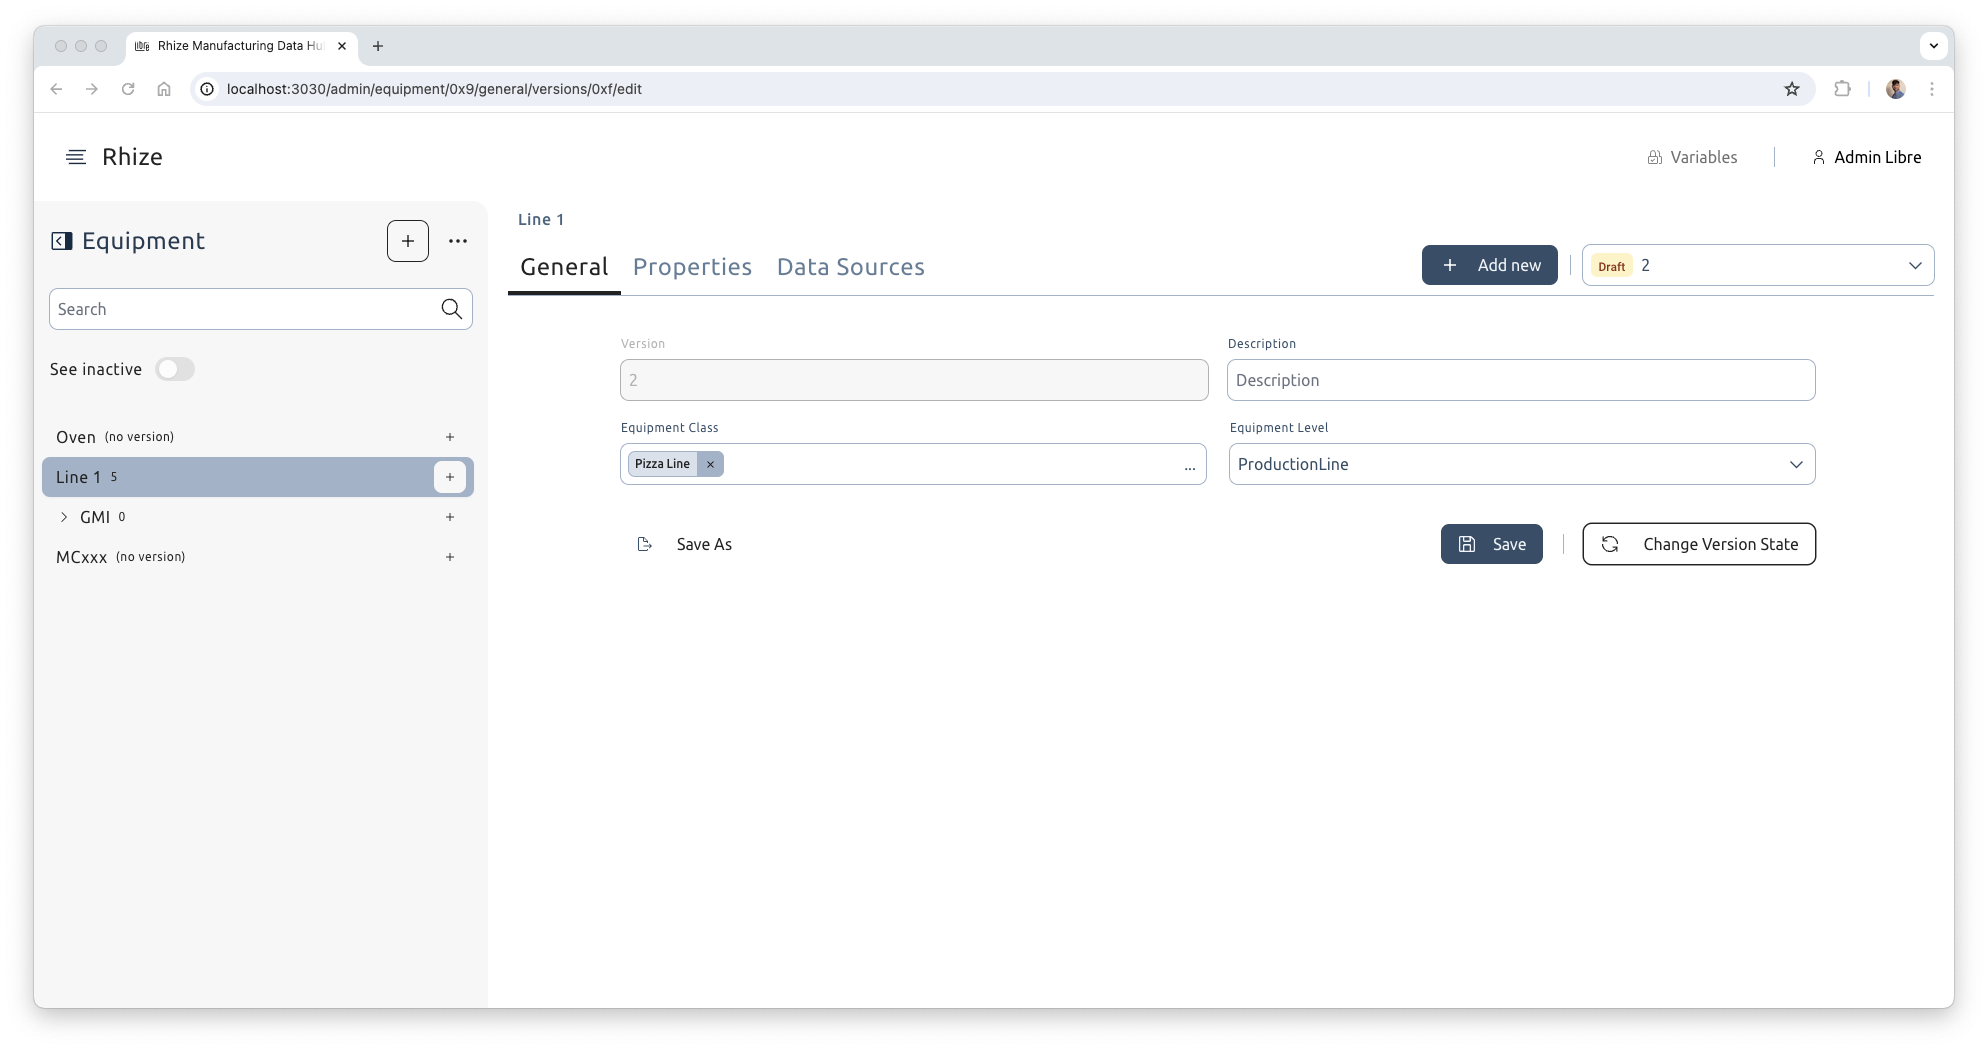 Rhize Manufacturing Data Hu
localhost:3030/admin/equipment/0x9/general/versions/0xf/edit
Rhize
Variables
Admin Libre
Equipment
Search
See inactive
Oven (no version)
Line 1 5
GMI 0
MCxxx (no version)
Line 1
General Properties Data Sources
Add new
Draft 2
Version
2
Description
Description
Equipment Class
Pizza Line
...
Equipment Level
ProductionLine
Save As
Save
Change Version State